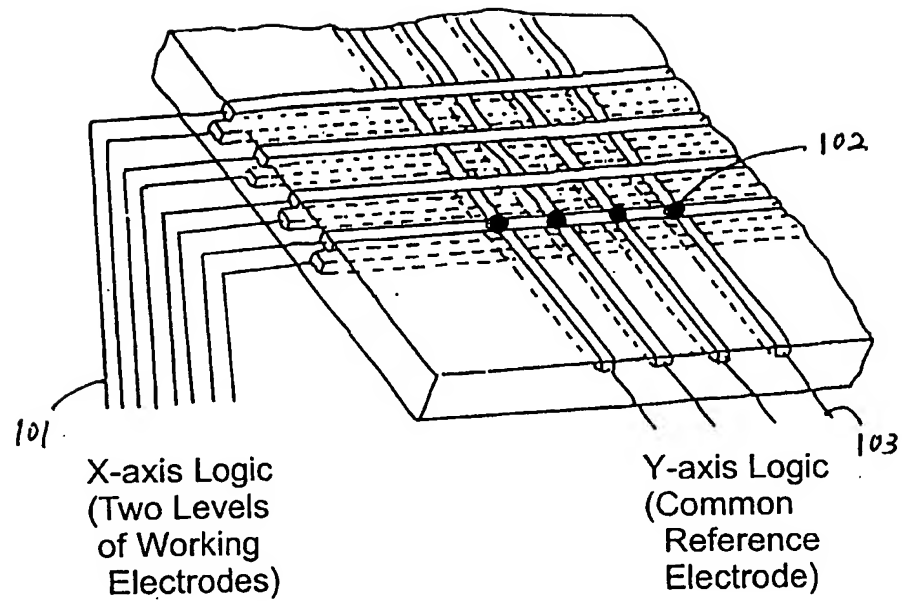 102
101
103
X-axis Logic
(Two Levels
of Working
Electrodes)
Y-axis Logic
(Common
Reference
Electrode)